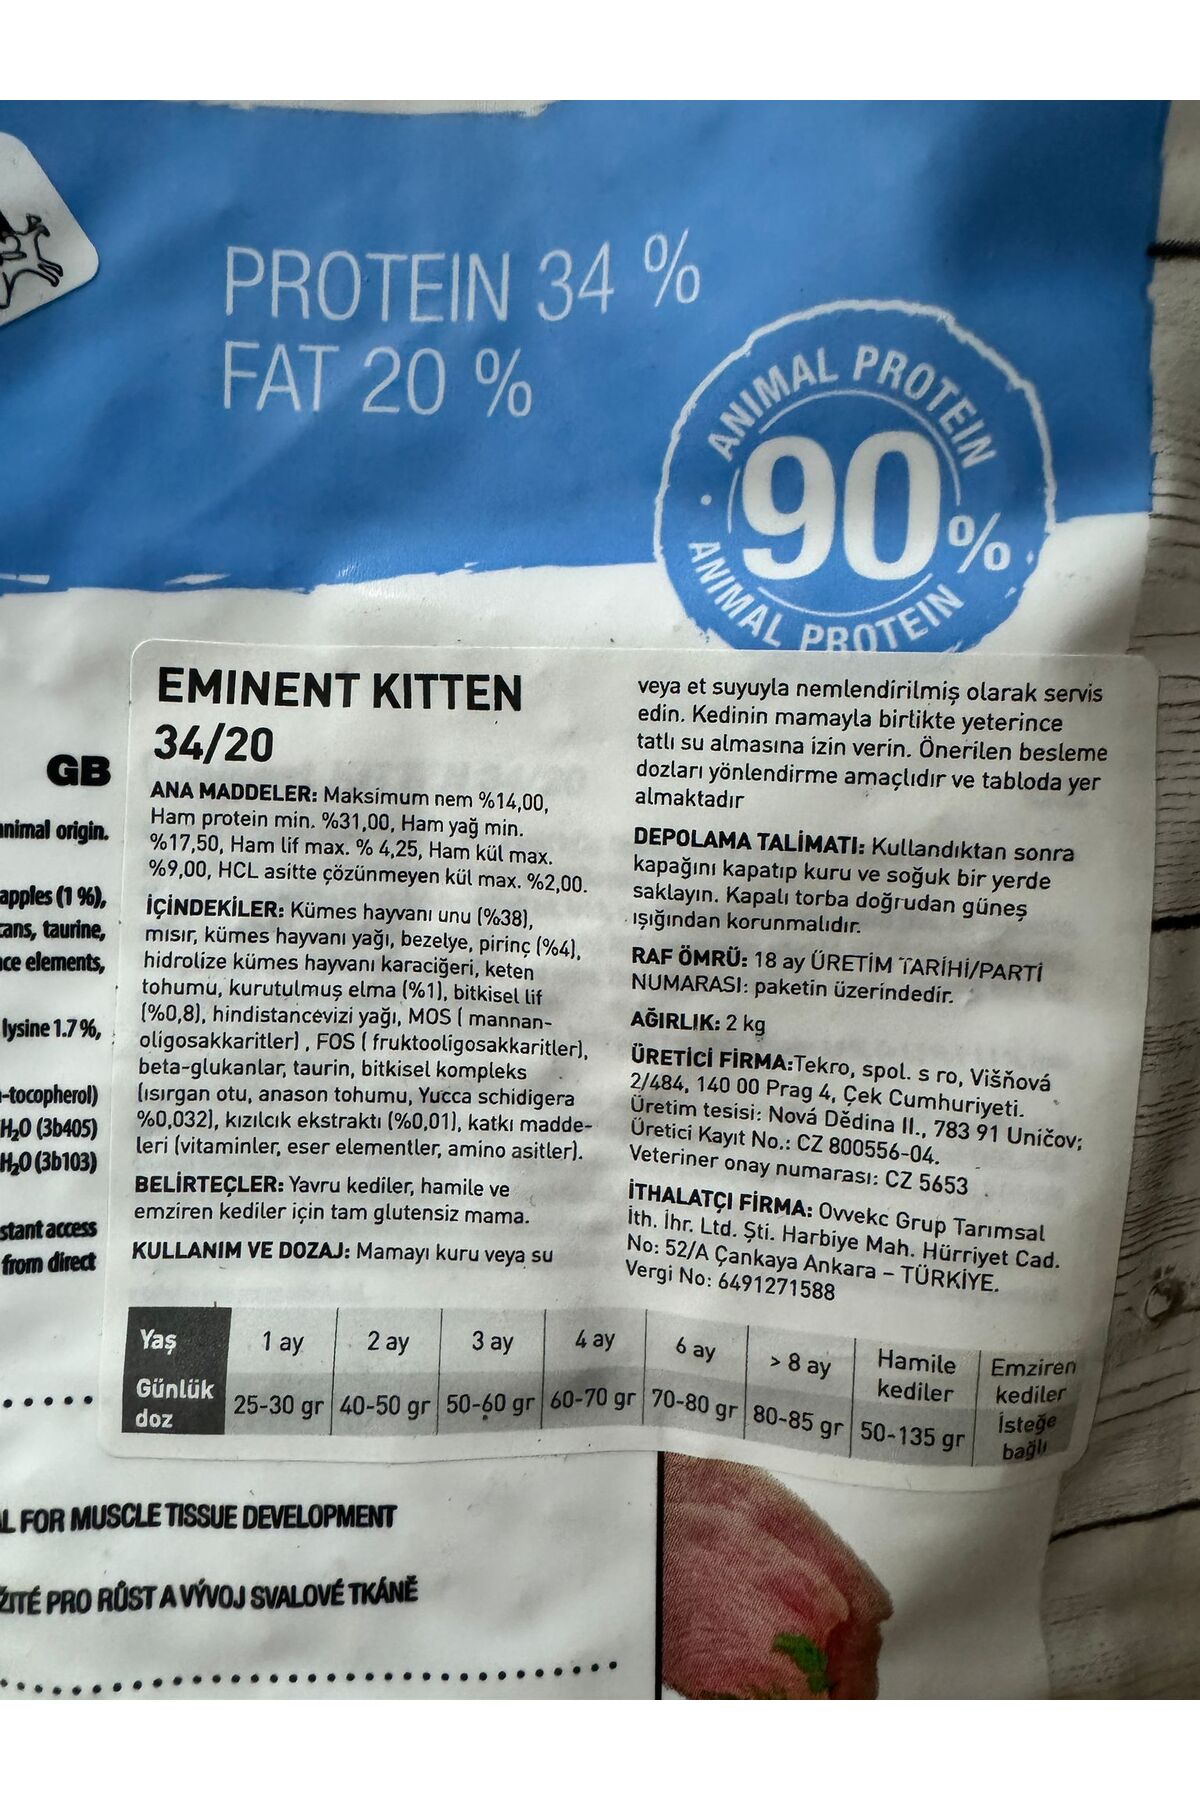 PROTEIN 34 %
FAT 20 %
ANIMAL PROTEIN
90%
ANIMAL PROTEIN
GB
animal origin.
apples (1 %),
taurine,
elements,
lysine 1.7 %,
-tocopherol)
H₂O (3b405)
H₂O (3b103)
access
from direct
EMINENT KITTEN
34/20
ANA MADDELER: Maksimum nem %14,00,
Ham protein min. %31,00, Ham yağ min.
%17,50, Ham lif max. % 4,25, Ham kül max.
%9,00, HCL asitte çözünmeyen kül max. %2,00.
İÇİNDEKİLER: Kümes hayvanı unu (%38),
mısır, kümes hayvanı yağı, bezelye, pirinç (%4),
hidrolize kümes hayvanı karaciğeri, keten
tohumu, kurutulmuş elma (%1), bitkisel lif
(%0,8), hindistancevizi yağı, MOS ( mannan-
oligosakkaritler) , FOS ( fruktooligosakkaritler),
beta-glukanlar, taurin, bitkisel kompleks
(ısırgan otu, anason tohumu, Yucca schidigera
%0,032), kızılcık ekstraktı (%0,01), katkı madde-
leri (vitaminler, eser elementler, amino asitler).
BELİRTEÇLER: Yavru kediler, hamile ve
emziren kediler için tam glutensiz mama.
KULLANIM VE DOZAJ: Mamayı kuru veya su
veya et suyuyla nemlendirilmiş olarak servis
edin. Kedinin mamayla birlikte yeterince
tatlı su almasına izin verin. Önerilen besleme
dozları yönlendirme amaçlıdır ve tabloda yer
almaktadır
DEPOLAMA TALİMATI: Kullandıktan sonra
kapağını kapatıp kuru ve soğuk bir yerde
saklayın. Kapalı torba doğrudan güneş
ışığından korunmalıdır.
RAF ÖMRÜ: 18 ay ÜRETİM TARİHİ/PARTİ
NUMARASI: paketin üzerindedir.
AĞIRLIK: 2 kg
ÜRETİCİ FİRMA:Tekro, spol. s ro, Višňová
2/484, 140 00 Prag 4, Çek Cumhuriyeti.
Üretim tesisi: Nová Dědina II., 783 91 Uničov;
Üretici Kayıt No.: CZ 800556-04.
Veteriner onay numarası: CZ 5653
İTHALATÇI FİRMA: Ovvekc Grup Tarımsal
İth. İhr. Ltd. Şti. Harbiye Mah. Hürriyet Cad.
No: 52/A Çankaya Ankara – TÜRKİYE.
Vergi No: 6491271588
Yaş 1 ay 2 ay 3 ay 4 ay 6 ay > 8 ay Hamile kediler Emziren kediler
Günlük doz 25-30 gr 40-50 gr 50-60 gr 60-70 gr 70-80 gr 80-85 gr 50-135 gr İsteğe bağlı
FOR MUSCLE TISSUE DEVELOPMENT
PRO RŮST A VÝVOJ SVALOVÉ TKÁNĚ